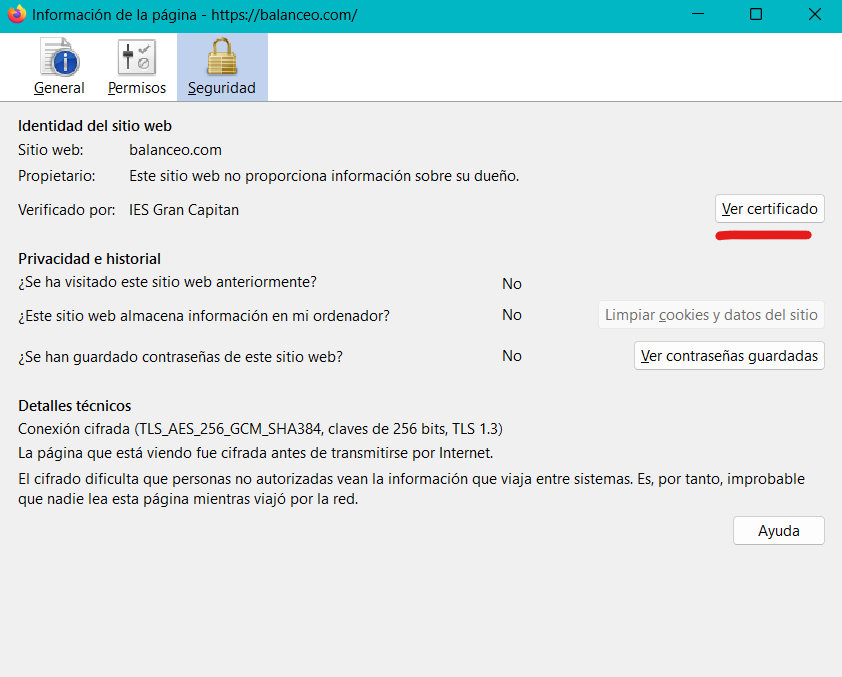 Información de la página - https://balanceo.com/
General
Permisos
Seguridad
Identidad del sitio web
Sitio web: balanceo.com
Propietario: Este sitio web no proporciona información sobre su dueño.
Verificado por: IES Gran Capitan
Ver certificado
Privacidad e historial
¿Se ha visitado este sitio web anteriormente? No
¿Este sitio web almacena información en mi ordenador? No
Limpiar cookies y datos del sitio
¿Se han guardado contraseñas de este sitio web? No
Ver contraseñas guardadas
Detalles técnicos
Conexión cifrada (TLS_AES_256_GCM_SHA384, claves de 256 bits, TLS 1.3)
La página que está viendo fue cifrada antes de transmitirse por Internet.
El cifrado dificulta que personas no autorizadas vean la información que viaja entre sistemas. Es, por tanto, improbable
que nadie lea esta página mientras viajó por la red.
Ayuda